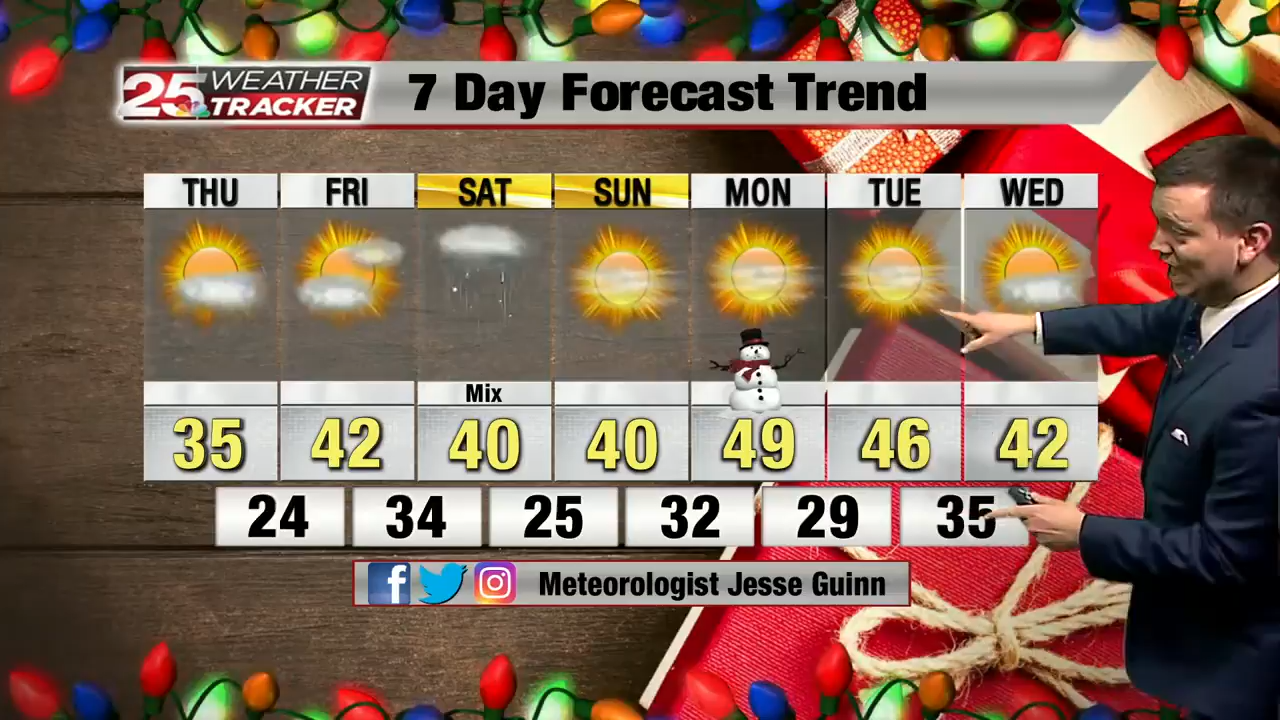 25 WEATHER TRACKER
7 Day Forecast Trend
THU FRI SAT SUN MON TUE WED
Mix
35 42 40 40 49 46 42
24 34 25 32 29 35
f Meteorologist Jesse Guinn